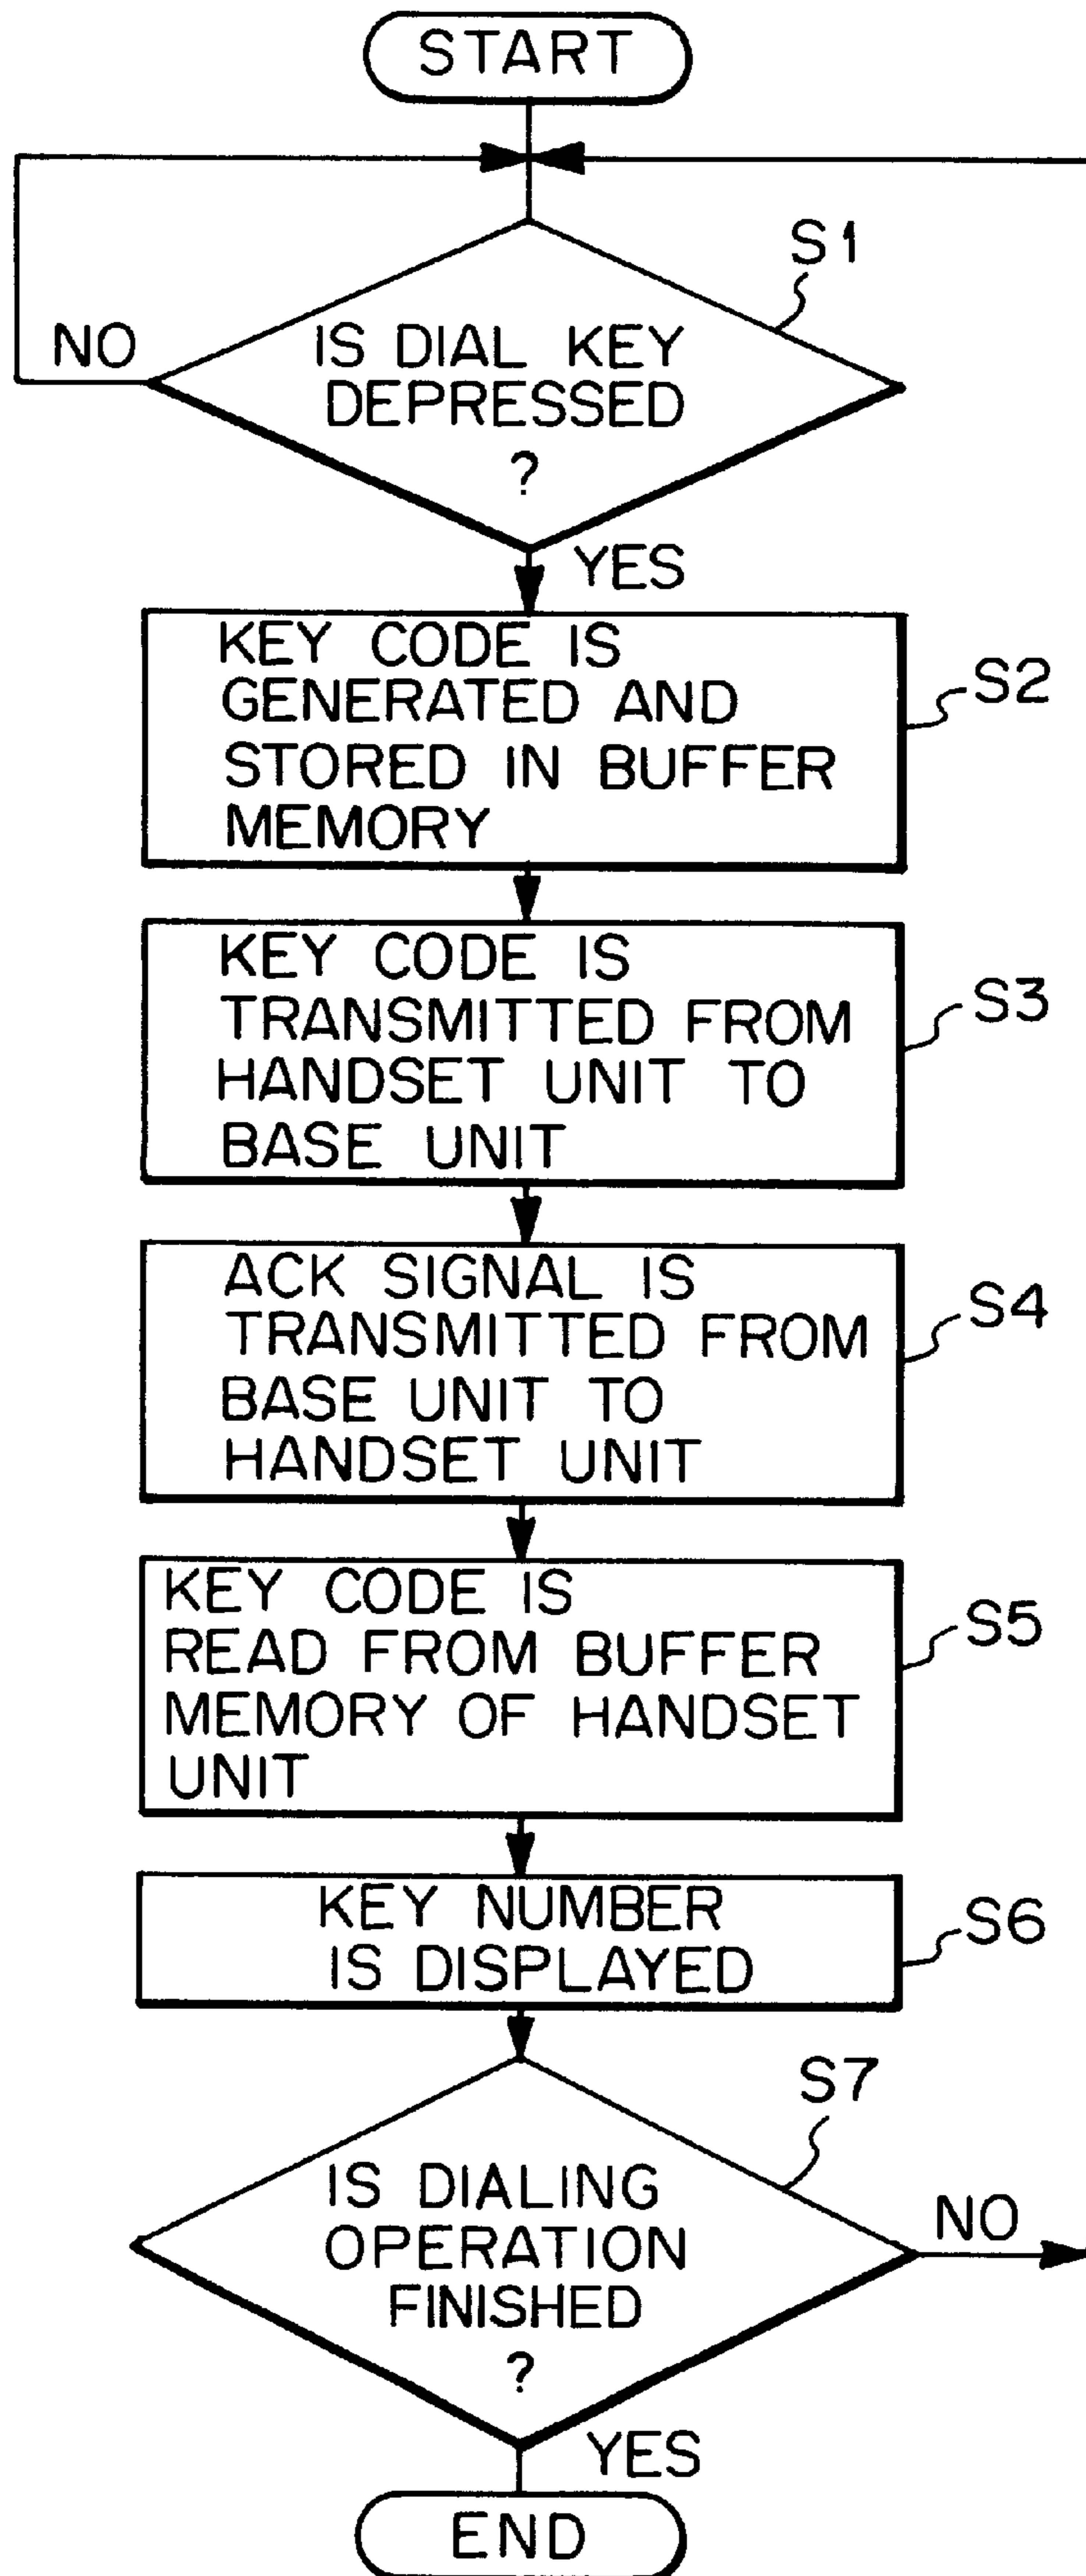 START
S1
NO
IS DIAL KEY
DEPRESSED
?
YES
KEY CODE IS
GENERATED AND
STORED IN BUFFER
MEMORY
S2
KEY CODE IS
TRANSMITTED FROM
HANDSET UNIT TO
BASE UNIT
S3
ACK SIGNAL IS
TRANSMITTED FROM
BASE UNIT TO
HANDSET UNIT
S4
KEY CODE IS
READ FROM BUFFER
MEMORY OF HANDSET
UNIT
S5
KEY NUMBER
IS DISPLAYED
S6
S7
IS DIALING
OPERATION
FINISHED
?
NO
YES
END